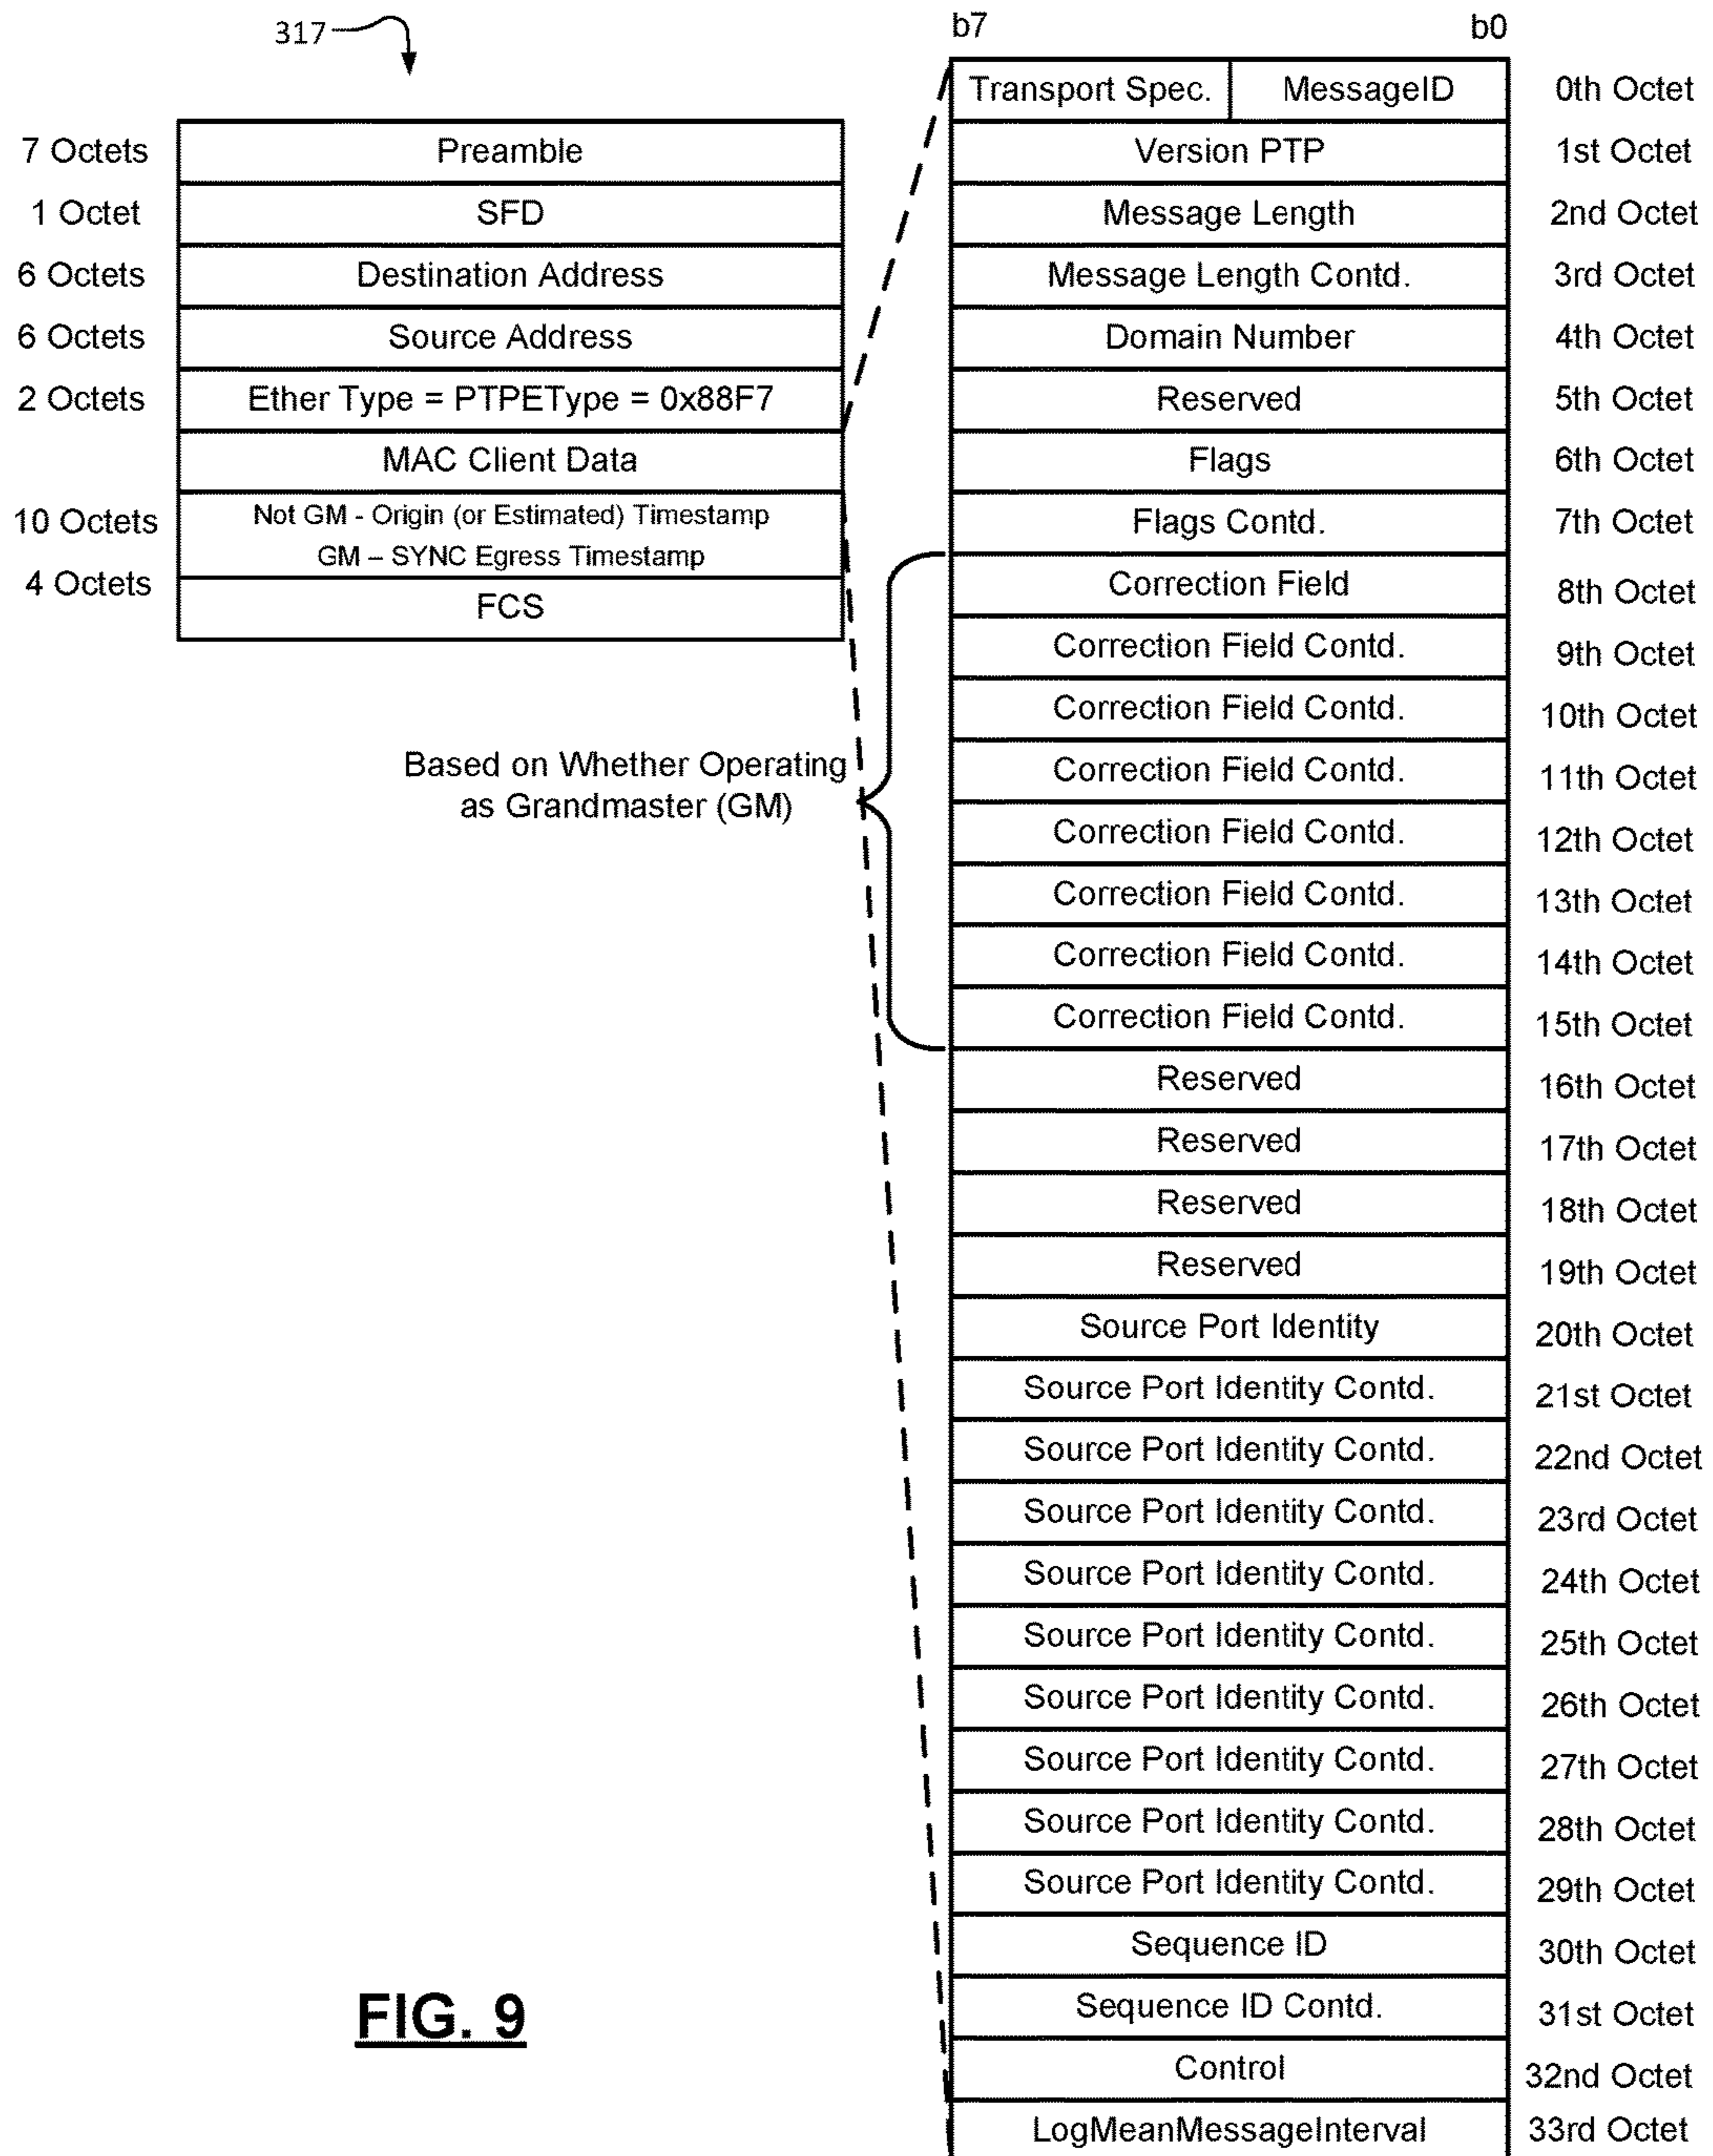 317
7 Octets Preamble
1 Octet SFD
6 Octets Destination Address
6 Octets Source Address
2 Octets Ether Type = PTPEType = 0x88F7
MAC Client Data
10 Octets Not GM - Origin (or Estimated) Timestamp
GM – SYNC Egress Timestamp
4 Octets FCS
Based on Whether Operating
as Grandmaster (GM)
b7 b0
Transport Spec. MessageID 0th Octet
Version PTP 1st Octet
Message Length 2nd Octet
Message Length Contd. 3rd Octet
Domain Number 4th Octet
Reserved 5th Octet
Flags 6th Octet
Flags Contd. 7th Octet
Correction Field 8th Octet
Correction Field Contd. 9th Octet
Correction Field Contd. 10th Octet
Correction Field Contd. 11th Octet
Correction Field Contd. 12th Octet
Correction Field Contd. 13th Octet
Correction Field Contd. 14th Octet
Correction Field Contd. 15th Octet
Reserved 16th Octet
Reserved 17th Octet
Reserved 18th Octet
Reserved 19th Octet
Source Port Identity 20th Octet
Source Port Identity Contd. 21st Octet
Source Port Identity Contd. 22nd Octet
Source Port Identity Contd. 23rd Octet
Source Port Identity Contd. 24th Octet
Source Port Identity Contd. 25th Octet
Source Port Identity Contd. 26th Octet
Source Port Identity Contd. 27th Octet
Source Port Identity Contd. 28th Octet
Source Port Identity Contd. 29th Octet
Sequence ID 30th Octet
Sequence ID Contd. 31st Octet
Control 32nd Octet
LogMeanMessageInterval 33rd Octet
FIG. 9